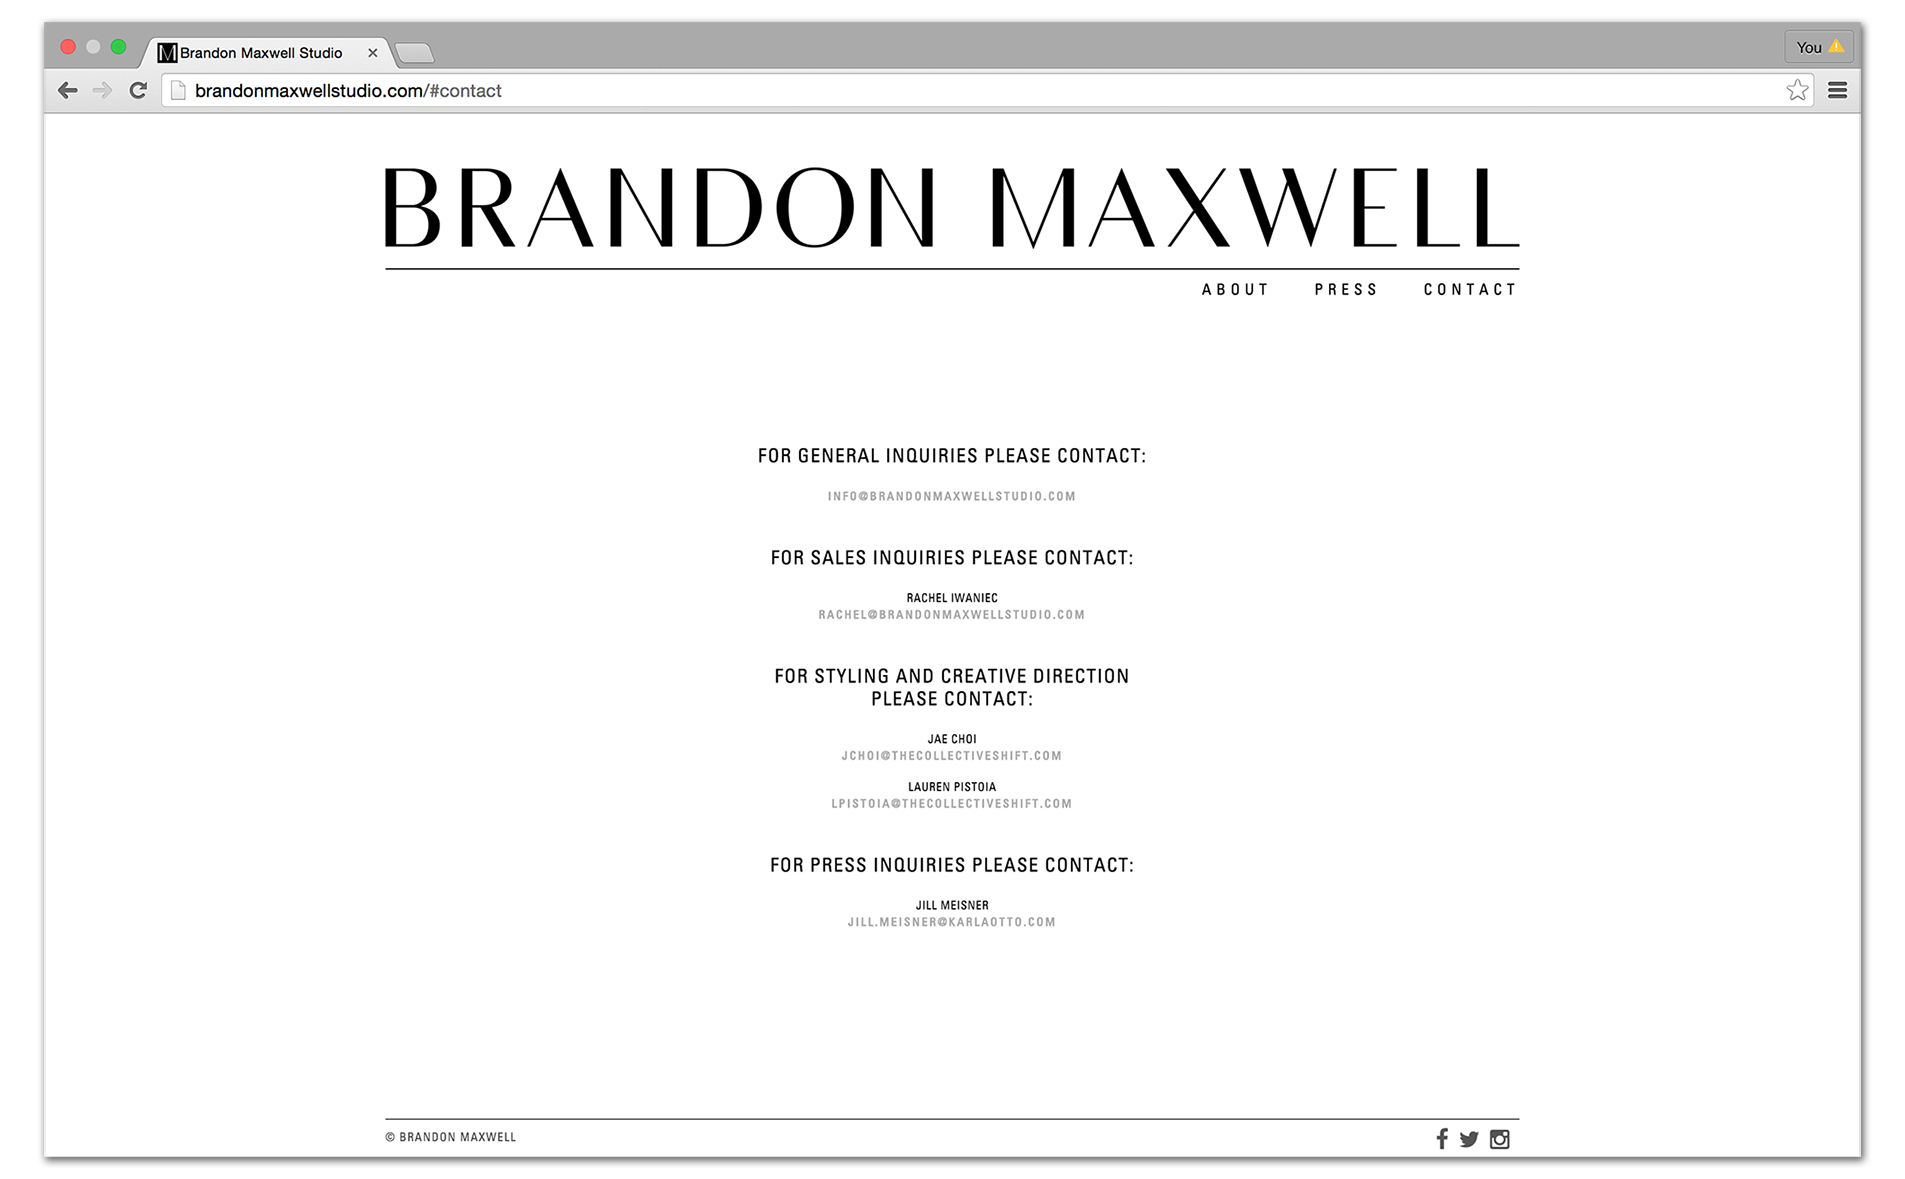 M Brandon Maxwell Studio
You
brandonmaxwellstudio.com/#contact
BRANDON MAXWELL
ABOUT PRESS CONTACT
FOR GENERAL INQUIRIES PLEASE CONTACT:
INFO@BRANDONMAXWELLSTUDIO.COM
FOR SALES INQUIRIES PLEASE CONTACT:
RACHEL IWANIEC
RACHEL@BRANDONMAXWELLSTUDIO.COM
FOR STYLING AND CREATIVE DIRECTION
PLEASE CONTACT:
JAE CHOI
JCHOI@THECOLLECTIVESHIFT.COM
LAUREN PISTOIA
LPISTOIA@THECOLLECTIVESHIFT.COM
FOR PRESS INQUIRIES PLEASE CONTACT:
JILL MEISNER
JILL.MEISNER@KARLAOTTO.COM
© BRANDON MAXWELL